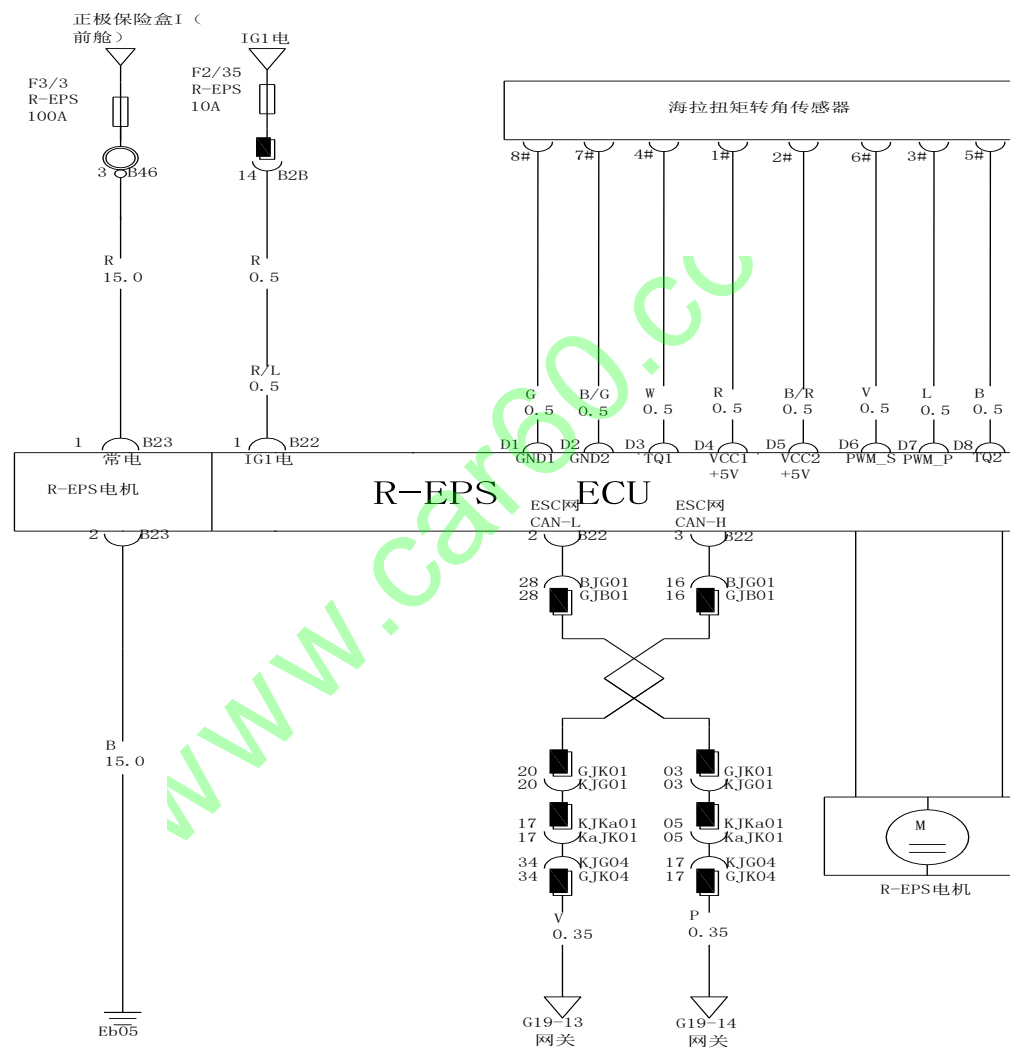 正极保险盒I（
前舱）
IG1电
F3/3
R-EPS
100A
F2/35
R-EPS
10A
海拉扭矩转角传感器
8#
7#
4#
1#
2#
6#
3#
5#
3
B46
14
B2B
R
15.0
R
0.5
R/L
0.5
G
0.5
B/G
0.5
W
0.5
R
0.5
B/R
0.5
V
0.5
L
0.5
B
0.5
1
B23
1
B22
D1
D2
D3
D4
D5
D6
D7
D8
常电
IG1电
GND1
GND2
TQ1
VCC1
+5V
VCC2
+5V
PWM_S
PWM_P
TQ2
R-EPS电机
R-EPS
ECU
ESC网
CAN-L
ESC网
CAN-H
2
B23
2
B22
3
B22
28
BJG01
28
GJB01
16
BJG01
16
GJB01
B
15.0
20
GJK01
20
KJG01
03
GJK01
03
KJG01
17
KJKa01
17
KaJK01
05
KJKa01
05
KaJK01
34
KJG04
34
GJK04
17
KJG04
17
GJK04
M
R-EPS电机
V
0.35
P
0.35
Eb05
G19-13
网关
G19-14
网关
www.car60.co